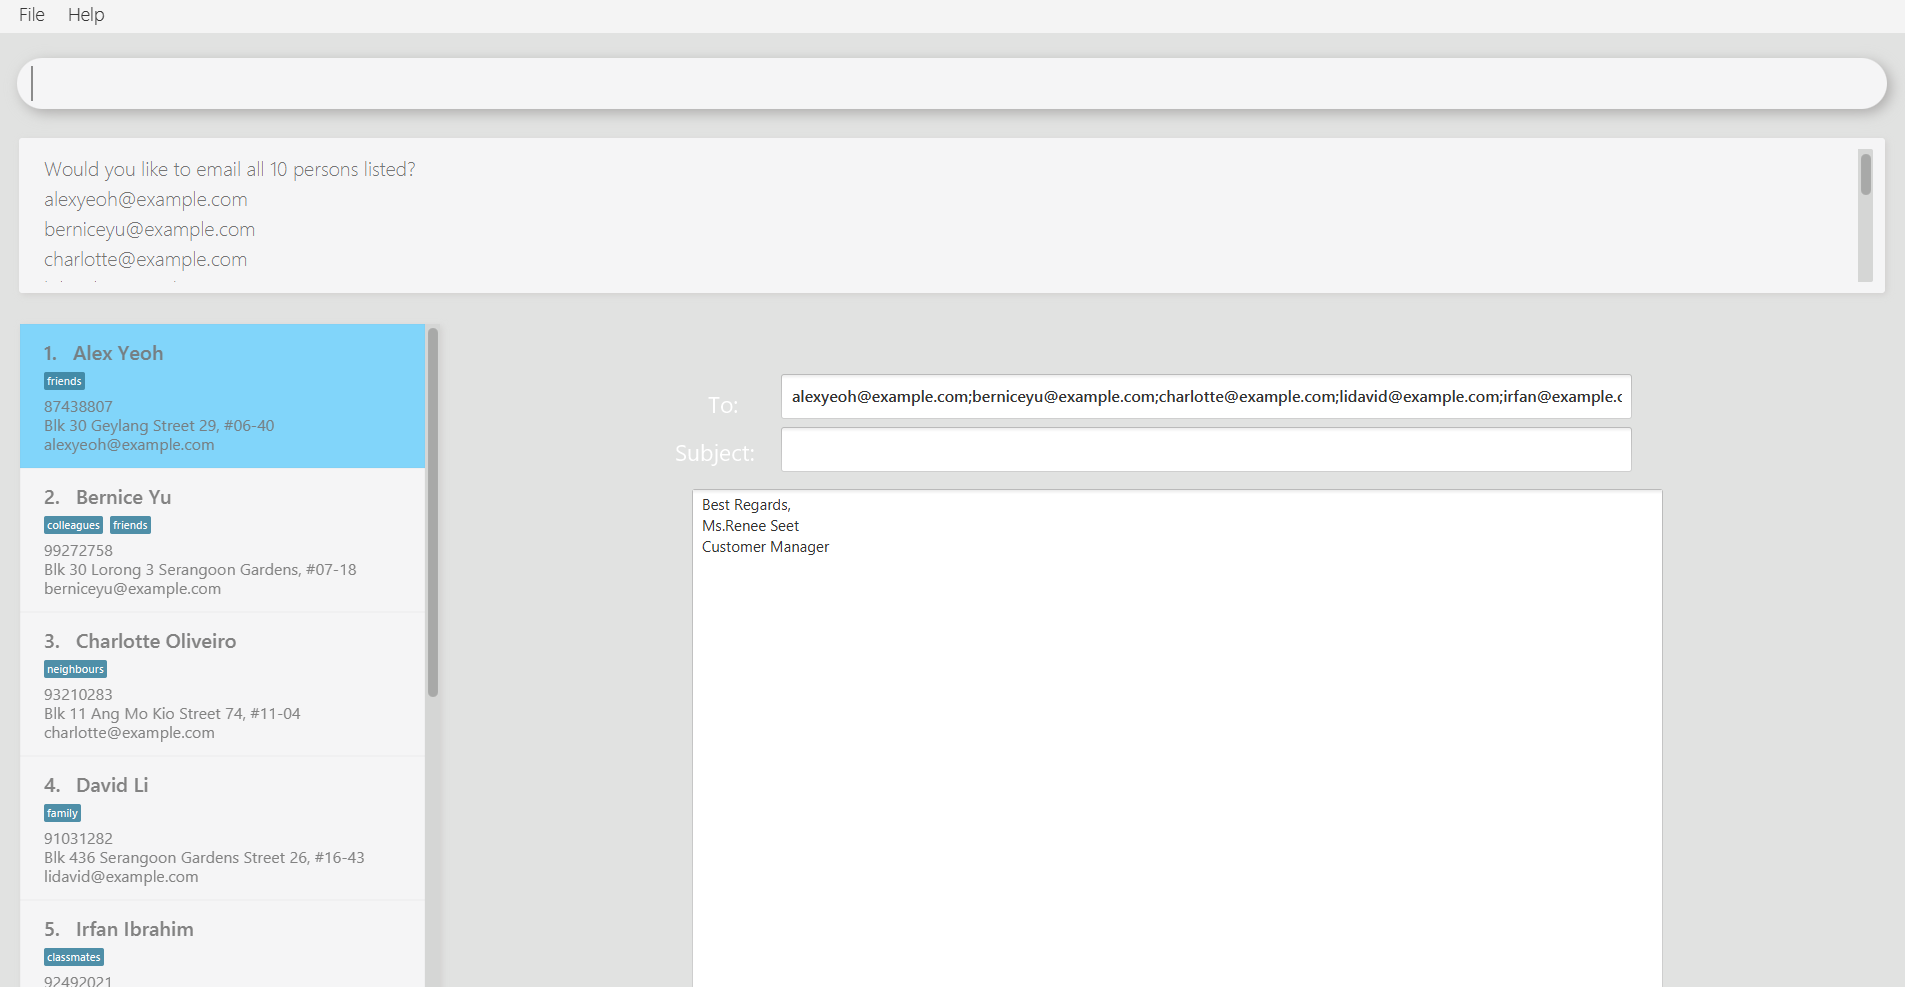 File Help
Would you like to email all 10 persons listed?
alexyeoh@example.com
berniceyu@example.com
charlotte@example.com
1. Alex Yeoh
friends
87438807
Blk 30 Geylang Street 29, #06-40
alexyeoh@example.com
2. Bernice Yu
colleagues friends
99272758
Blk 30 Lorong 3 Serangoon Gardens, #07-18
berniceyu@example.com
3. Charlotte Oliveiro
neighbours
93210283
Blk 11 Ang Mo Kio Street 74, #11-04
charlotte@example.com
4. David Li
family
91031282
Blk 436 Serangoon Gardens Street 26, #16-43
lidavid@example.com
5. Irfan Ibrahim
classmates
92492021
To: alexyeoh@example.com;berniceyu@example.com;charlotte@example.com;lidavid@example.com;irfan@example.c
Subject:
Best Regards,
Ms.Renee Seet
Customer Manager